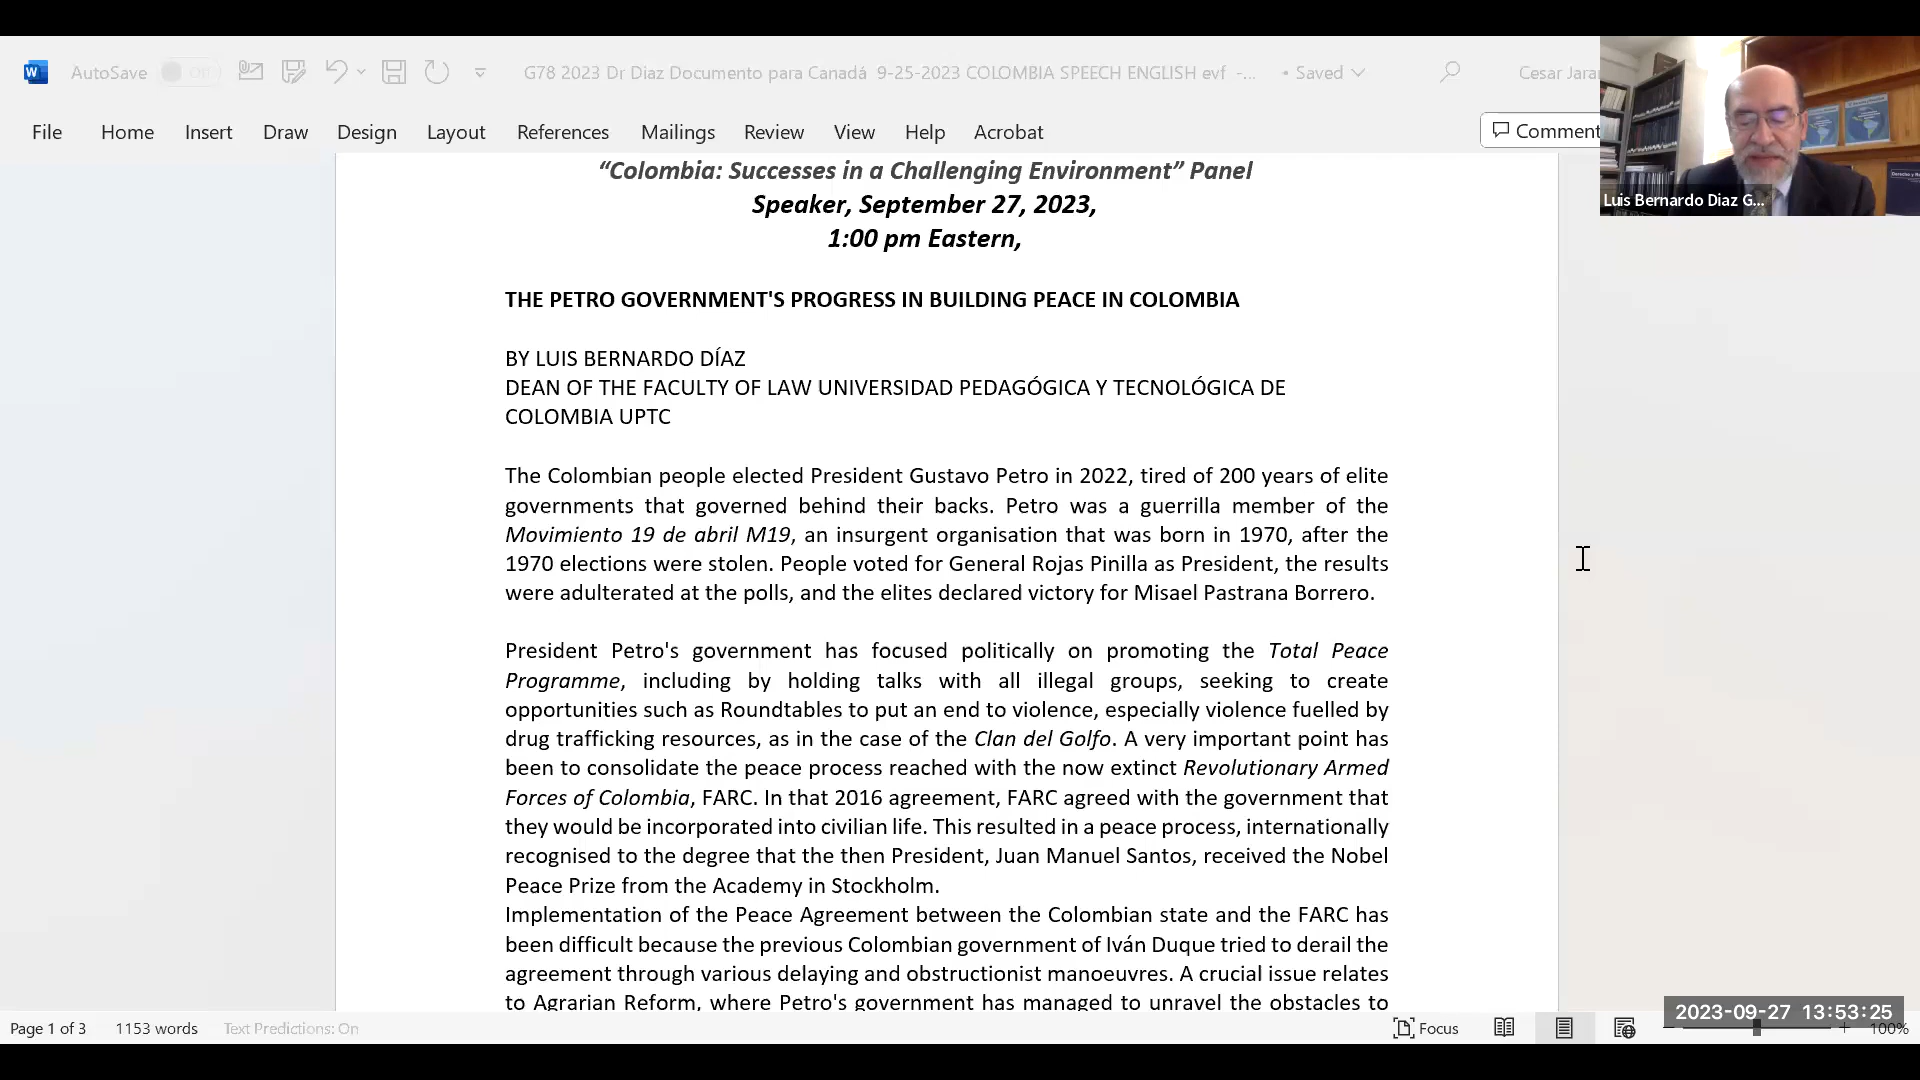 AutoSave On
G78 2023 Dr Diaz Documento para Canadá 9-25-2023 COLOMBIA SPEECH ENGLISH evf -... • Saved
Cesar Jarar
File Home Insert Draw Design Layout References Mailings Review View Help Acrobat
Comment
Luis Bernardo Diaz G...
“Colombia: Successes in a Challenging Environment” Panel
Speaker, September 27, 2023,
1:00 pm Eastern,
THE PETRO GOVERNMENT'S PROGRESS IN BUILDING PEACE IN COLOMBIA
BY LUIS BERNARDO DÍAZ
DEAN OF THE FACULTY OF LAW UNIVERSIDAD PEDAGÓGICA Y TECNOLÓGICA DE
COLOMBIA UPTC
The Colombian people elected President Gustavo Petro in 2022, tired of 200 years of elite
governments that governed behind their backs. Petro was a guerrilla member of the
Movimiento 19 de abril M19, an insurgent organisation that was born in 1970, after the
1970 elections were stolen. People voted for General Rojas Pinilla as President, the results
were adulterated at the polls, and the elites declared victory for Misael Pastrana Borrero.
President Petro's government has focused politically on promoting the Total Peace
Programme, including by holding talks with all illegal groups, seeking to create
opportunities such as Roundtables to put an end to violence, especially violence fuelled by
drug trafficking resources, as in the case of the Clan del Golfo. A very important point has
been to consolidate the peace process reached with the now extinct Revolutionary Armed
Forces of Colombia, FARC. In that 2016 agreement, FARC agreed with the government that
they would be incorporated into civilian life. This resulted in a peace process, internationally
recognised to the degree that the then President, Juan Manuel Santos, received the Nobel
Peace Prize from the Academy in Stockholm.
Implementation of the Peace Agreement between the Colombian state and the FARC has
been difficult because the previous Colombian government of Iván Duque tried to derail the
agreement through various delaying and obstructionist manoeuvres. A crucial issue relates
to Agrarian Reform, where Petro's government has managed to unravel the obstacles to
2023-09-27 13:53:25
Page 1 of 3 1153 words Text Predictions: On
Focus
100%